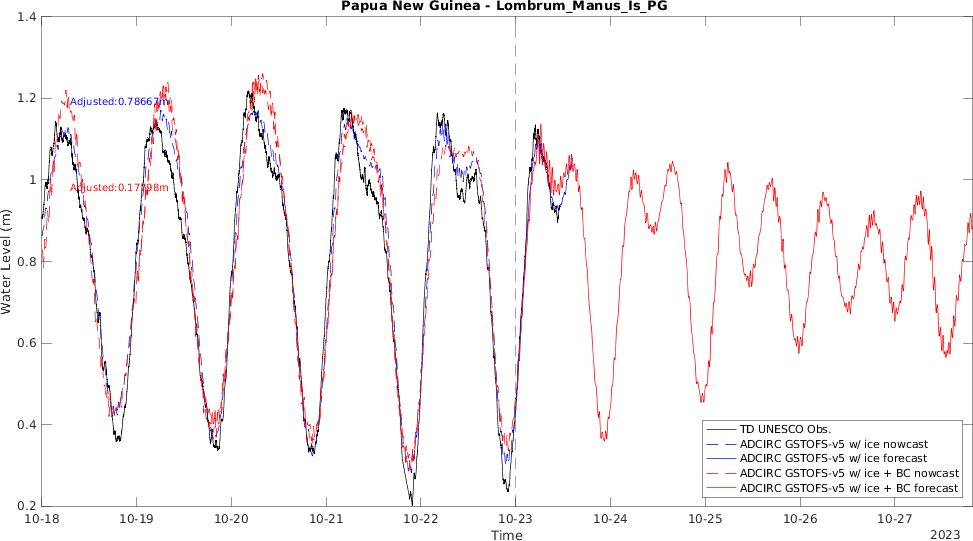 Papua New Guinea - Lombrum_Manus_Is_PG
1.4
1.2
1
0.8
0.6
0.4
0.2
Water Level (m)
Adjusted:0.78667m
Adjusted:0.17798m
TD UNESCO Obs.
ADCIRC GSTOFS-v5 w/ ice nowcast
ADCIRC GSTOFS-v5 w/ ice forecast
ADCIRC GSTOFS-v5 w/ ice + BC nowcast
ADCIRC GSTOFS-v5 w/ ice + BC forecast
10-18 10-19 10-20 10-21 10-22 10-23 10-24 10-25 10-26 10-27
Time
2023